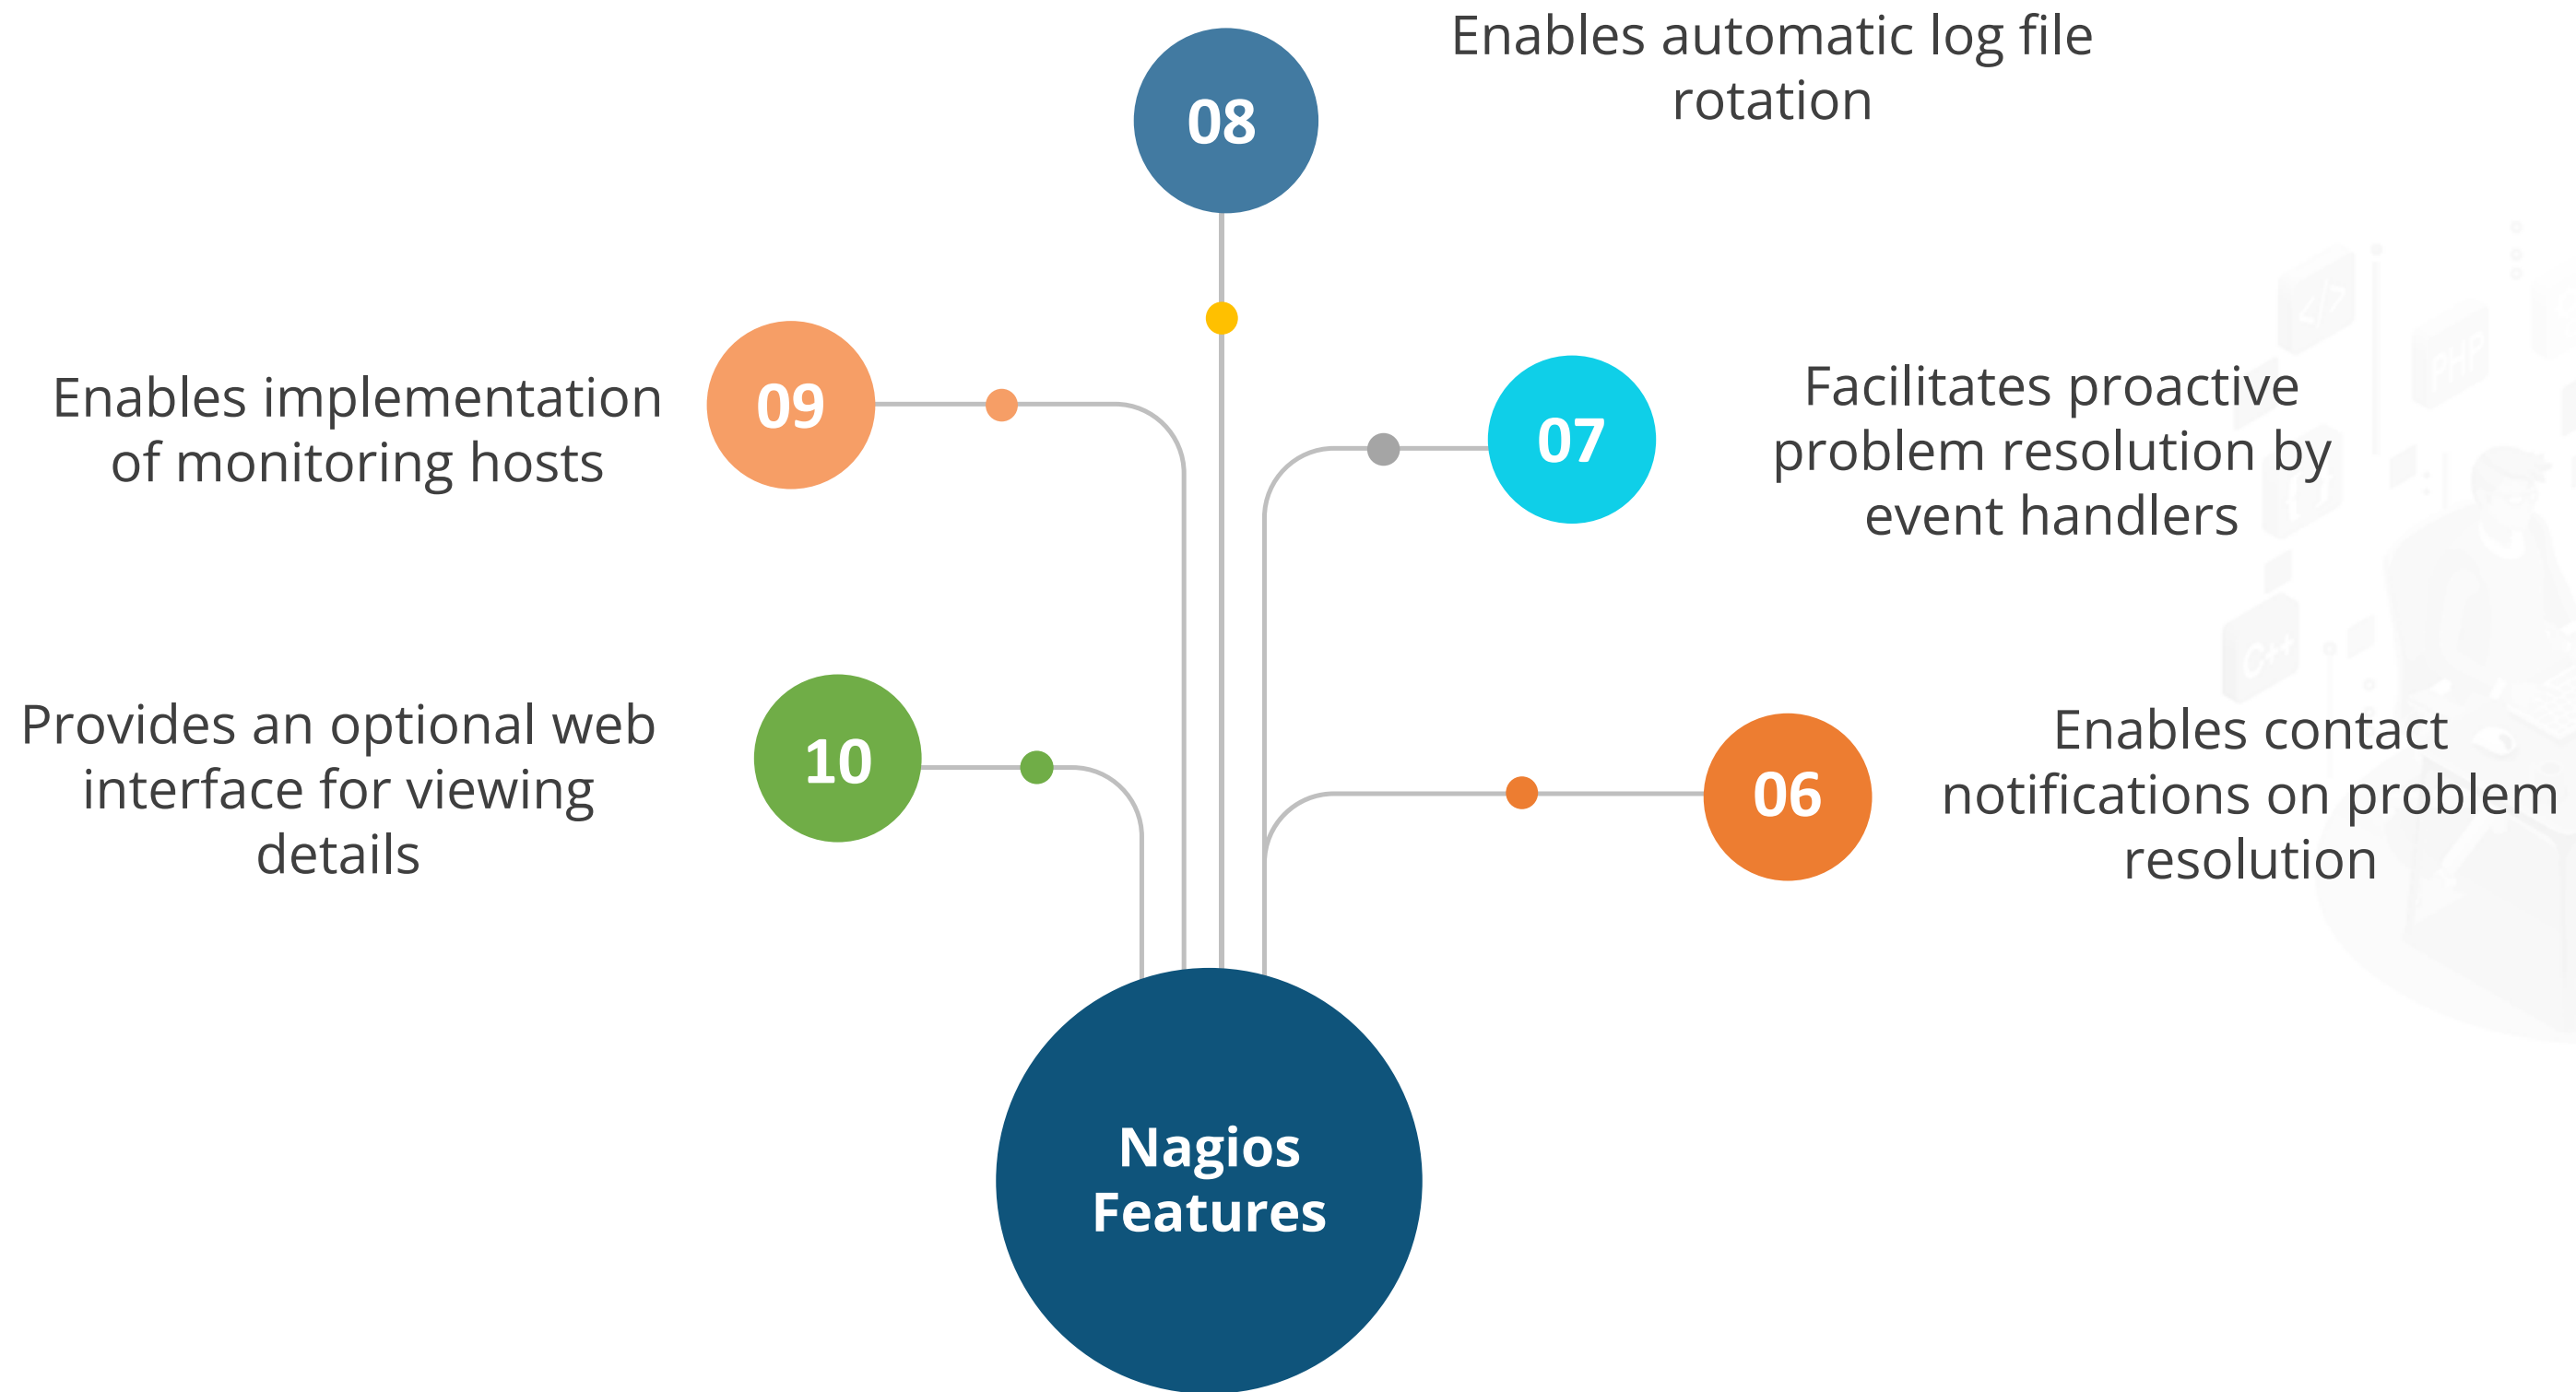 Enables automatic log file
rotation
08
09
Enables implementation
of monitoring hosts
07
Facilitates proactive
problem resolution by
event handlers
10
Provides an optional web
interface for viewing
details
06
Enables contact
notifications on problem
resolution
Nagios
Features
</>
PHP
C++